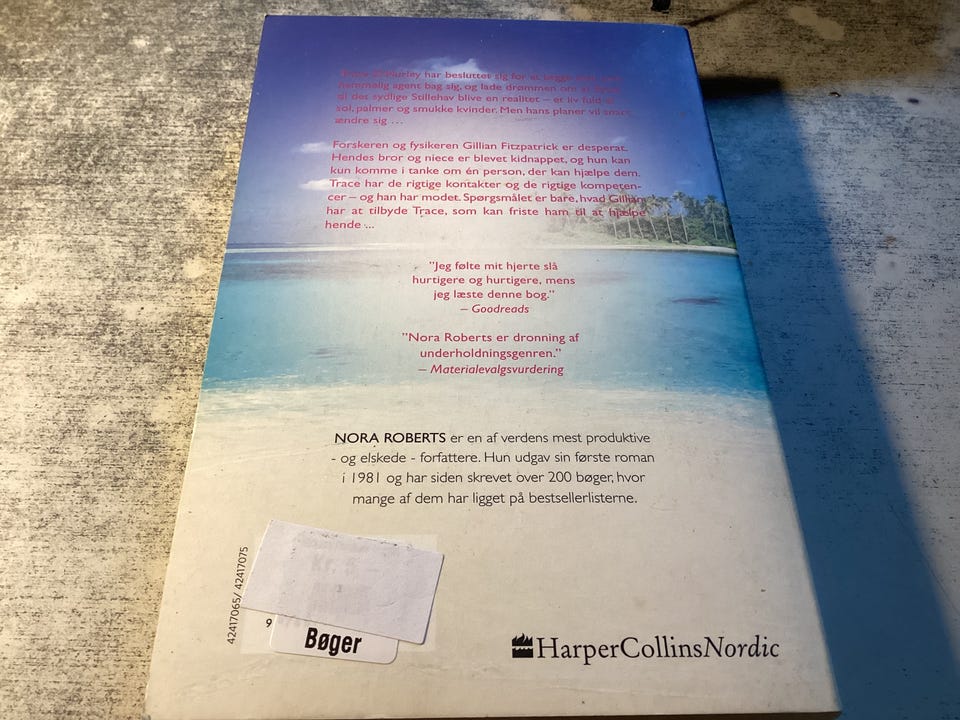 Trace O'Hurley har besluttet sig for at lægge livet som
hemmelig agent bag sig, og lade drømmen om at
til det sydlige Stillehav blive en realitet – et liv fuld af
sol, palmer og smukke kvinder. Men hans planer vil snart
ændre sig ...
Forskeren og fysikeren Gillian Fitzpatrick er desperat.
Hendes bror og niece er blevet kidnappet, og hun kan
kun komme i tanke om én person, der kan hjælpe dem.
Trace har de rigtige kontakter og de rigtige kompeten-
cer – og han har modet. Spørgsmålet er bare, hvad Gillian
har at tilbyde Trace, som kan friste ham til at hjælpe
hende ...
"Jeg følte mit hjerte slå
hurtigere og hurtigere, mens
jeg læste denne bog."
– Goodreads
"Nora Roberts er dronning af
underholdningsgenren."
– Materialevalgsvurdering
NORA ROBERTS er en af verdens mest produktive
- og elskede - forfattere. Hun udgav sin første roman
i 1981 og har siden skrevet over 200 bøger, hvor
mange af dem har ligget på bestsellerlisterne.
42417065/ 42417075
Kr. 5,–
9
Bøger
HarperCollinsNordic